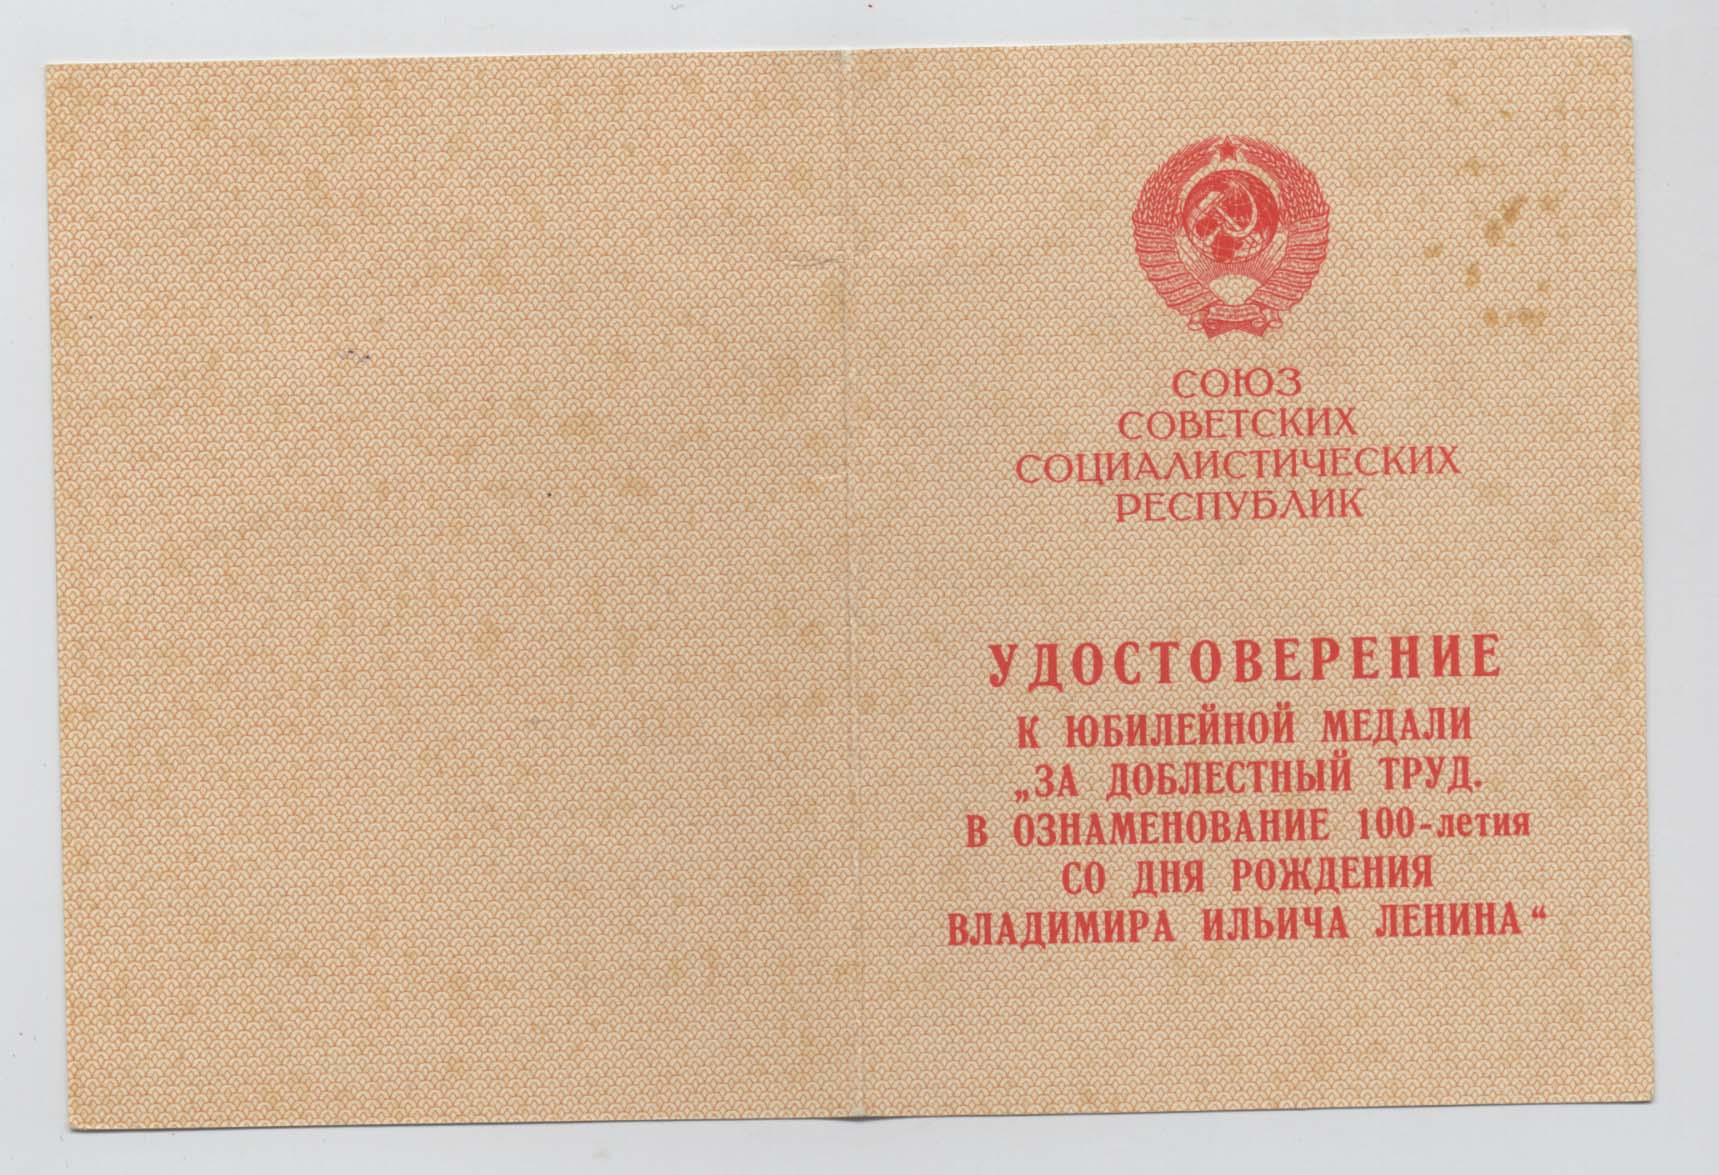 СОЮЗ
СОВЕТСКИХ
СОЦИАЛИСТИЧЕСКИХ
РЕСПУБЛИК
УДОСТОВЕРЕНИЕ
К ЮБИЛЕЙНОЙ МЕДАЛИ
„ЗА ДОБЛЕСТНЫЙ ТРУД.
В ОЗНАМЕНОВАНИЕ 100-летия
СО ДНЯ РОЖДЕНИЯ
ВЛАДИМИРА ИЛЬИЧА ЛЕНИНА“